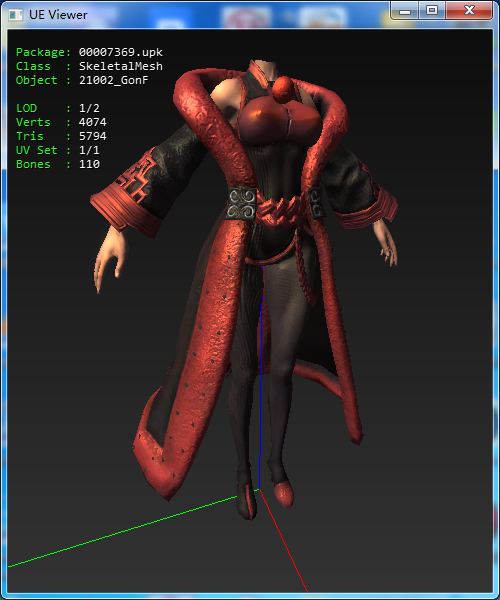 UE Viewer
Package: 00007369.upk
Class : SkeletalMesh
Object : 21002_GonF
LOD : 1/2
Verts : 4074
Tris : 5794
UV Set : 1/1
Bones : 110